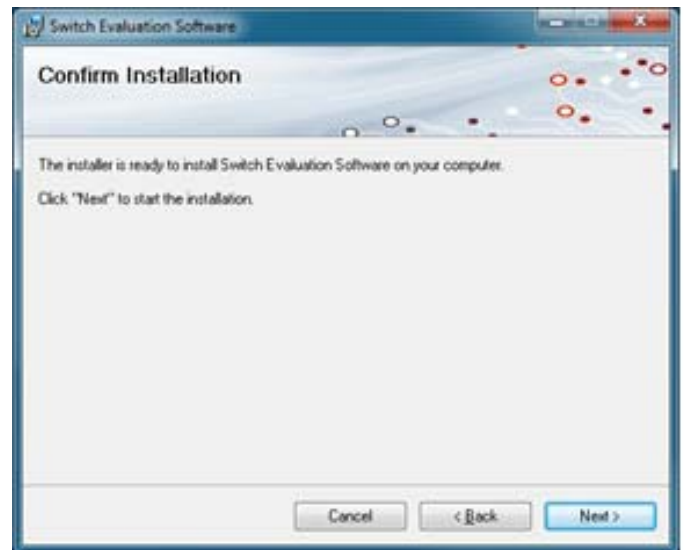 Switch Evaluation Software
Confirm Installation
The installer is ready to install Switch Evaluation Software on your computer.
Click "Next" to start the installation.
Cancel
< Back
Next >